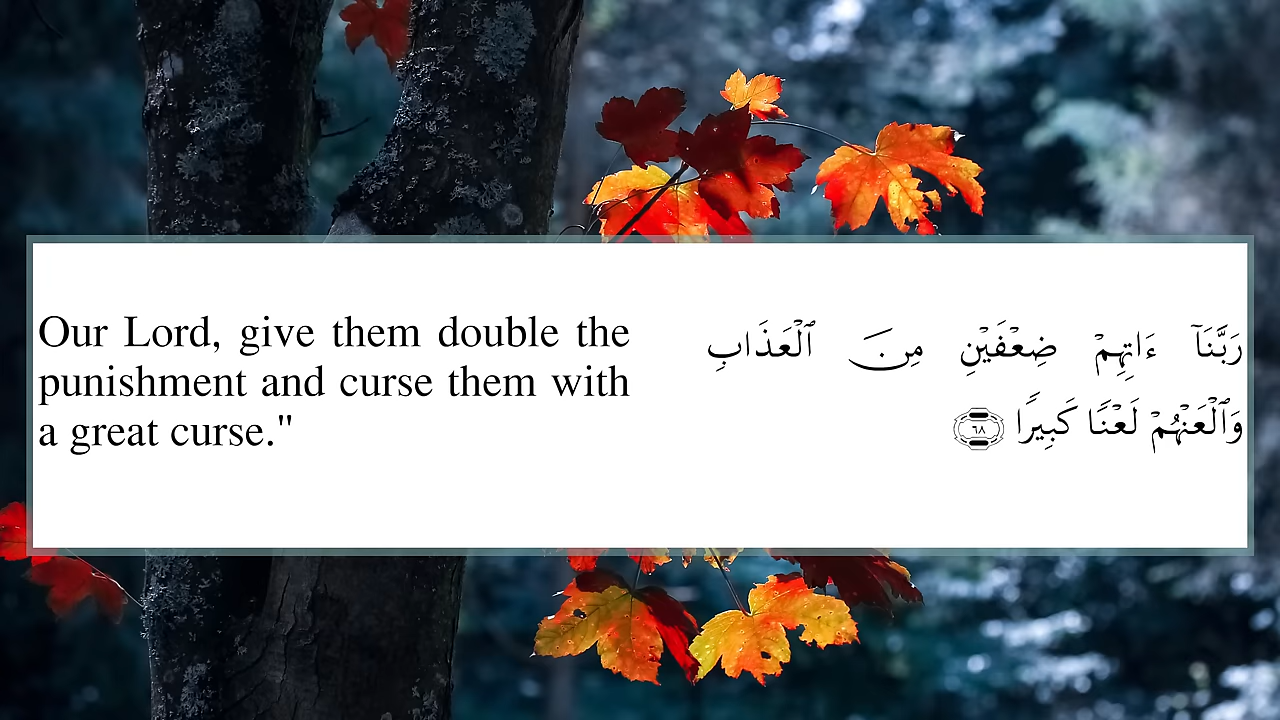 Our Lord, give them double the
punishment and curse them with
a great curse."
رَبَّنَآ ءَاتِهِمْ ضِعْفَيْنِ مِنَ ٱلْعَذَابِ
وَٱلْعَنْهُمْ لَعْنًا كَبِيرًا ٦٨